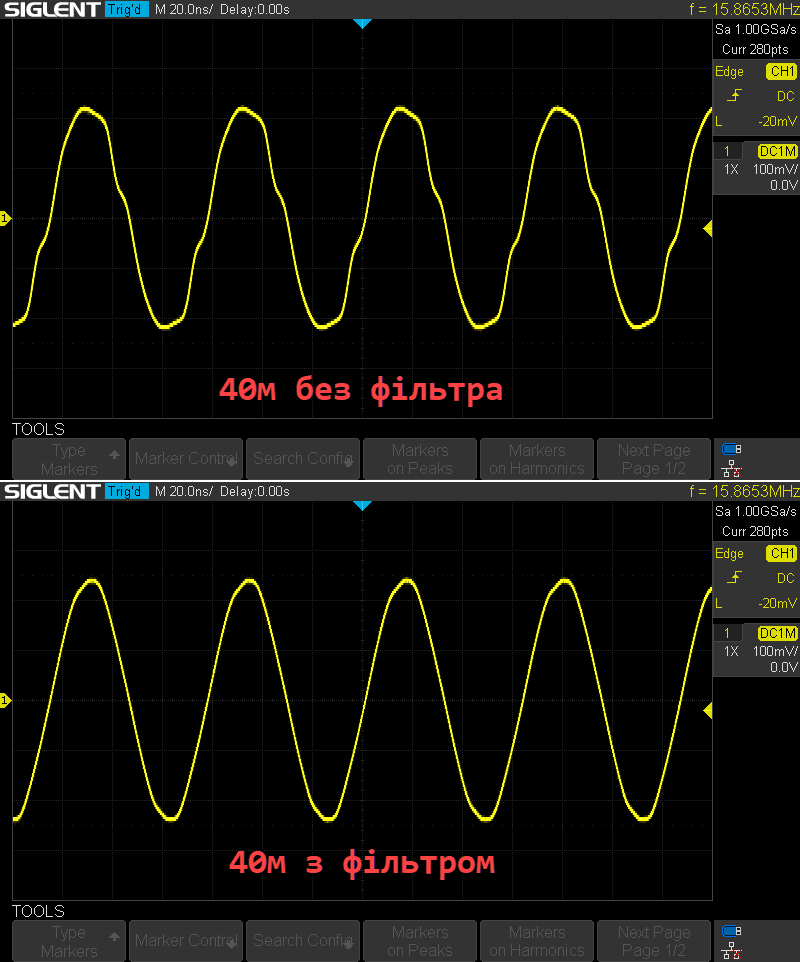 SIGLENT Trig'd M 20.0ns/ Delay:0.00s f = 15.8653MHz
Sa 1.00GSa/s
Curr 280pts
Edge CH1
DC
L -20mV
1 DC1M
1X 100mV/
0.0V
1
40м без фільтра
TOOLS
Type Markers
Marker Control
Search Config
Markers on Peaks
Markers on Harmonics
Next Page Page 1/2
SIGLENT Trig'd M 20.0ns/ Delay:0.00s f = 15.8653MHz
Sa 1.00GSa/s
Curr 280pts
Edge CH1
DC
L -20mV
1 DC1M
1X 100mV/
0.0V
1
40м з фільтром
TOOLS
Type Markers
Marker Control
Search Config
Markers on Peaks
Markers on Harmonics
Next Page Page 1/2